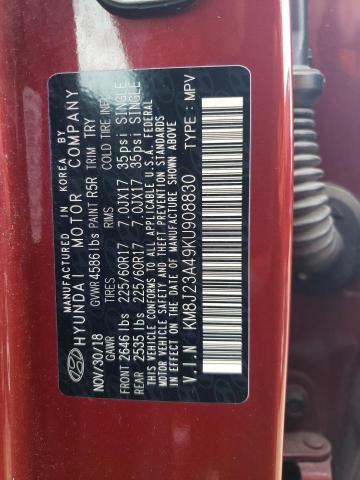 MANUFACTURED IN KOREA BY
HYUNDAI MOTOR COMPANY
NOV/30/18 GVWR 4586 lbs PAINT R5R TRIM TRY
GAWR TIRES RIMS COLD TIRE INF.
FRONT 2646 lbs 225/60R17 7.0JX17 35psi SINGLE
REAR 2535 lbs 225/60R17 7.0JX17 35psi SINGLE
THIS VEHICLE CONFORMS TO ALL APPLICABLE U.S.A. FEDERAL
MOTOR VEHICLE SAFETY, BUMPER, AND THEFT PREVENTION
STANDARDS IN EFFECT ON THE DATE OF MANUFACTURE SHOWN ABOVE.
V.I.N KM8J23A49KU908830 TYPE: MPV